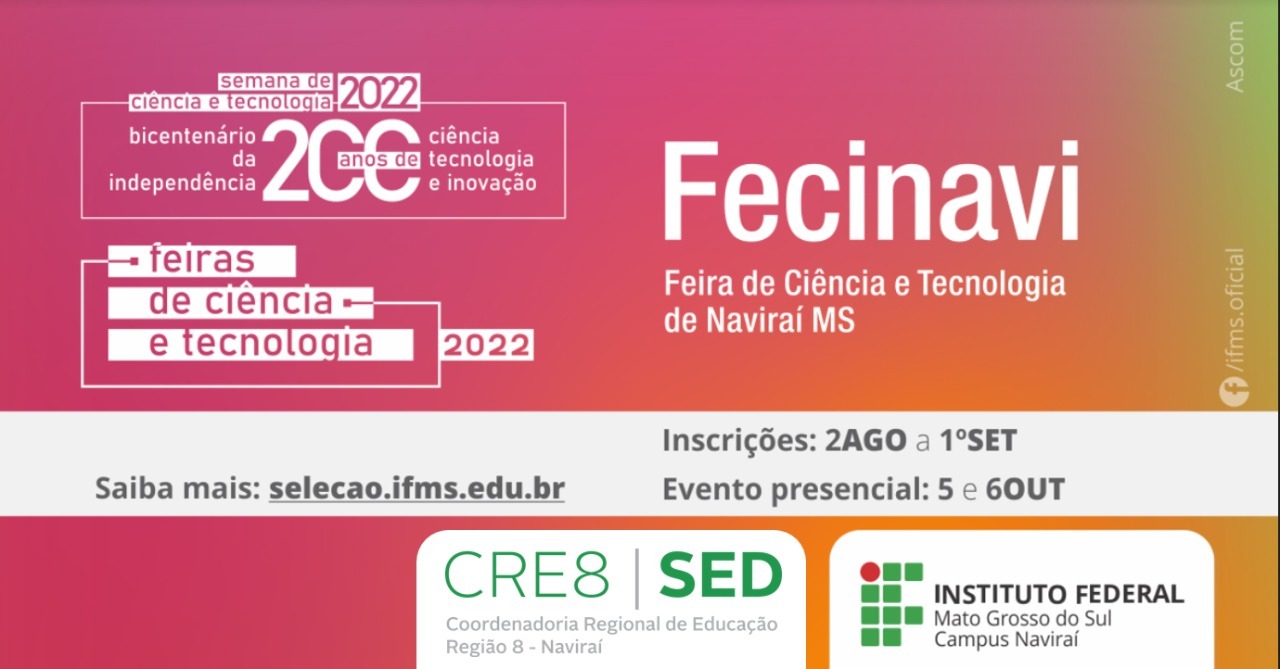 semana de
ciência e tecnologia
2022
bicentenário
da
independência
200
anos de
ciência
tecnologia
e inovação
feiras
de ciência
e tecnologia
2022
Fecinavi
Feira de Ciência e Tecnologia
de Naviraí MS
Ascom
/ifms.oficial
Inscrições: 2AGO a 1ºSET
Saiba mais: selecao.ifms.edu.br
Evento presencial: 5 e 6OUT
CRE8 | SED
Coordenadoria Regional de Educação
Região 8 - Naviraí
INSTITUTO FEDERAL
Mato Grosso do Sul
Campus Naviraí